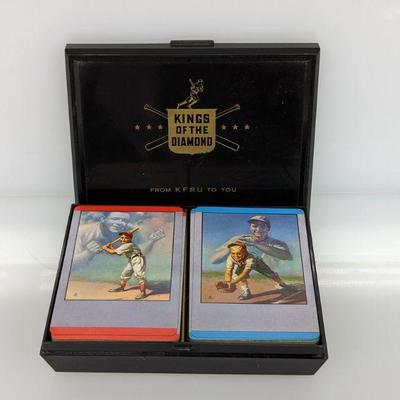 KINGS
OF THE
DIAMOND
FROM KFRU TO YOU